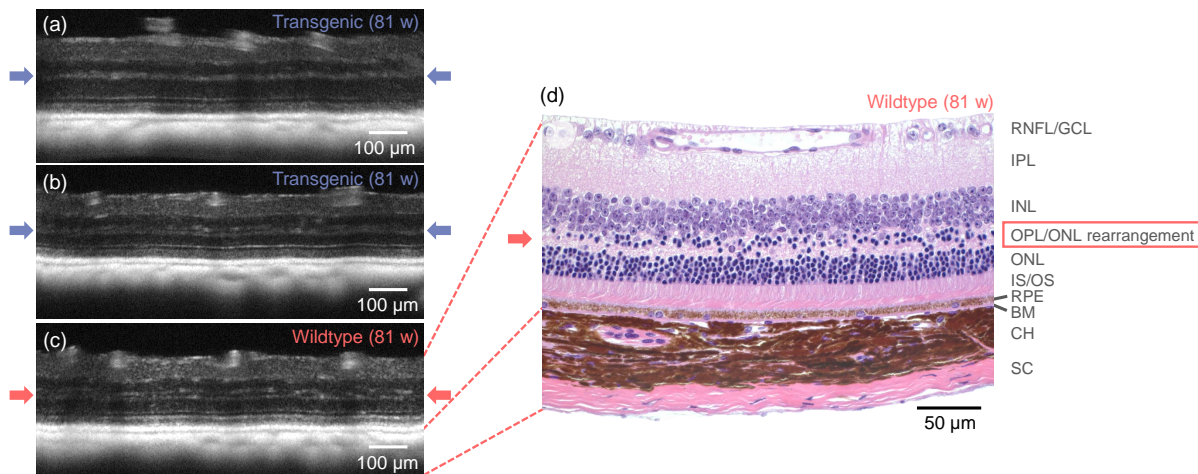 (a)
Transgenic (81 w)
100 µm
(b)
Transgenic (81 w)
100 µm
(c)
Wildtype (81 w)
100 µm
(d)
Wildtype (81 w)
RNFL/GCL
IPL
INL
OPL/ONL rearrangement
ONL
IS/OS
RPE
BM
CH
SC
50 µm